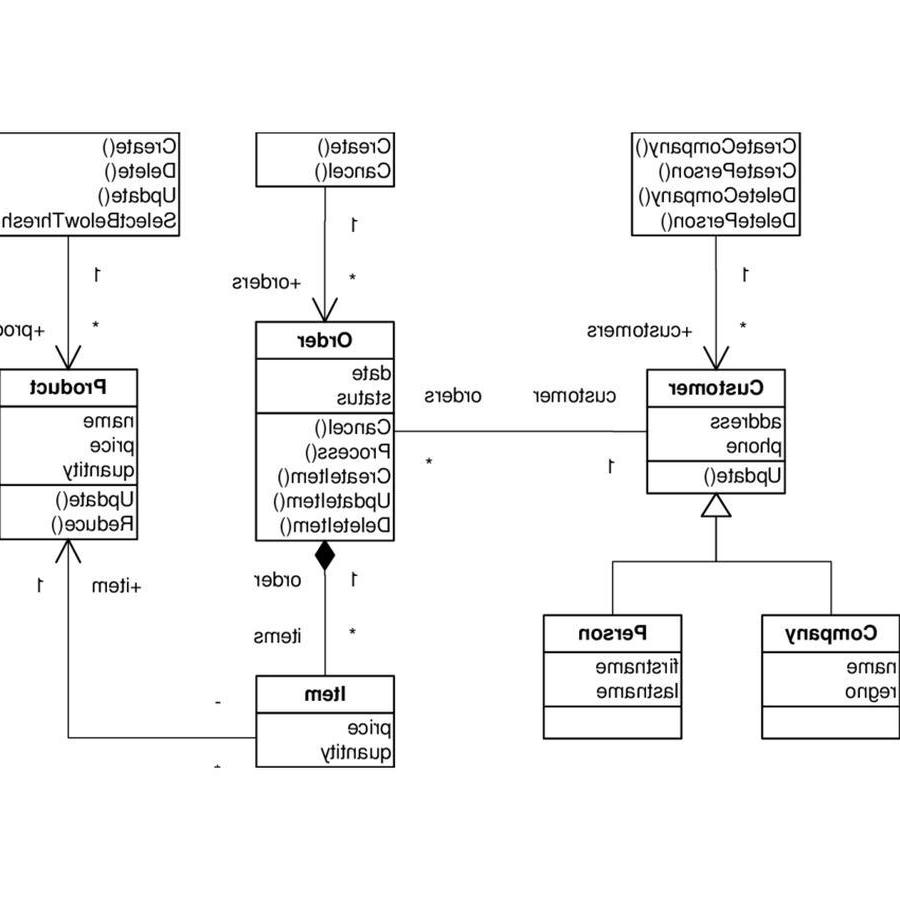 CreateCompany()
CreatePerson()
DeleteCompany()
DeletePerson()
1
*
+customers
Customer
address
phone
Update()
Company
name
regno
Person
firstname
lastname
customer
orders
1
*
Create()
Cancel()
1
*
+orders
Order
date
status
Cancel()
Process()
CreateItem()
UpdateItem()
DeleteItem()
1
order
*
items
Item
price
quantity
-
*
Create()
Delete()
Update()
SelectBelowThresh
1
*
Product
name
price
quantity
Update()
Reduce()
+item
1